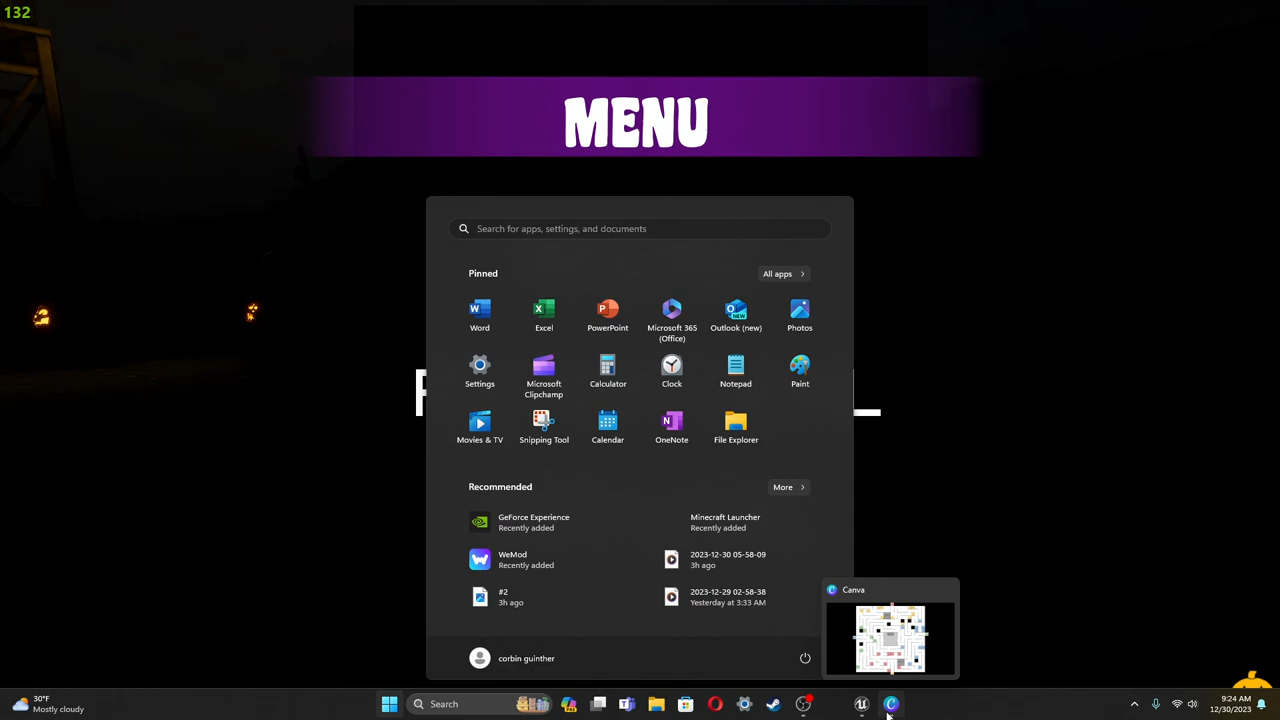 132
MENU
Search for apps, settings, and documents
Pinned
All apps
Word
Excel
PowerPoint
Microsoft 365
(Office)
Outlook (new)
Photos
Settings
Microsoft
Clipchamp
Calculator
Clock
Notepad
Paint
Movies & TV
Snipping Tool
Calendar
OneNote
File Explorer
Recommended
More
GeForce Experience
Recently added
Minecraft Launcher
Recently added
WeMod
Recently added
2023-12-30 05-58-09
3h ago
#2
3h ago
2023-12-29 02-58-38
Yesterday at 3:33 AM
Canva
corbin guinther
30°F
Mostly cloudy
Search
9:24 AM
12/30/2023